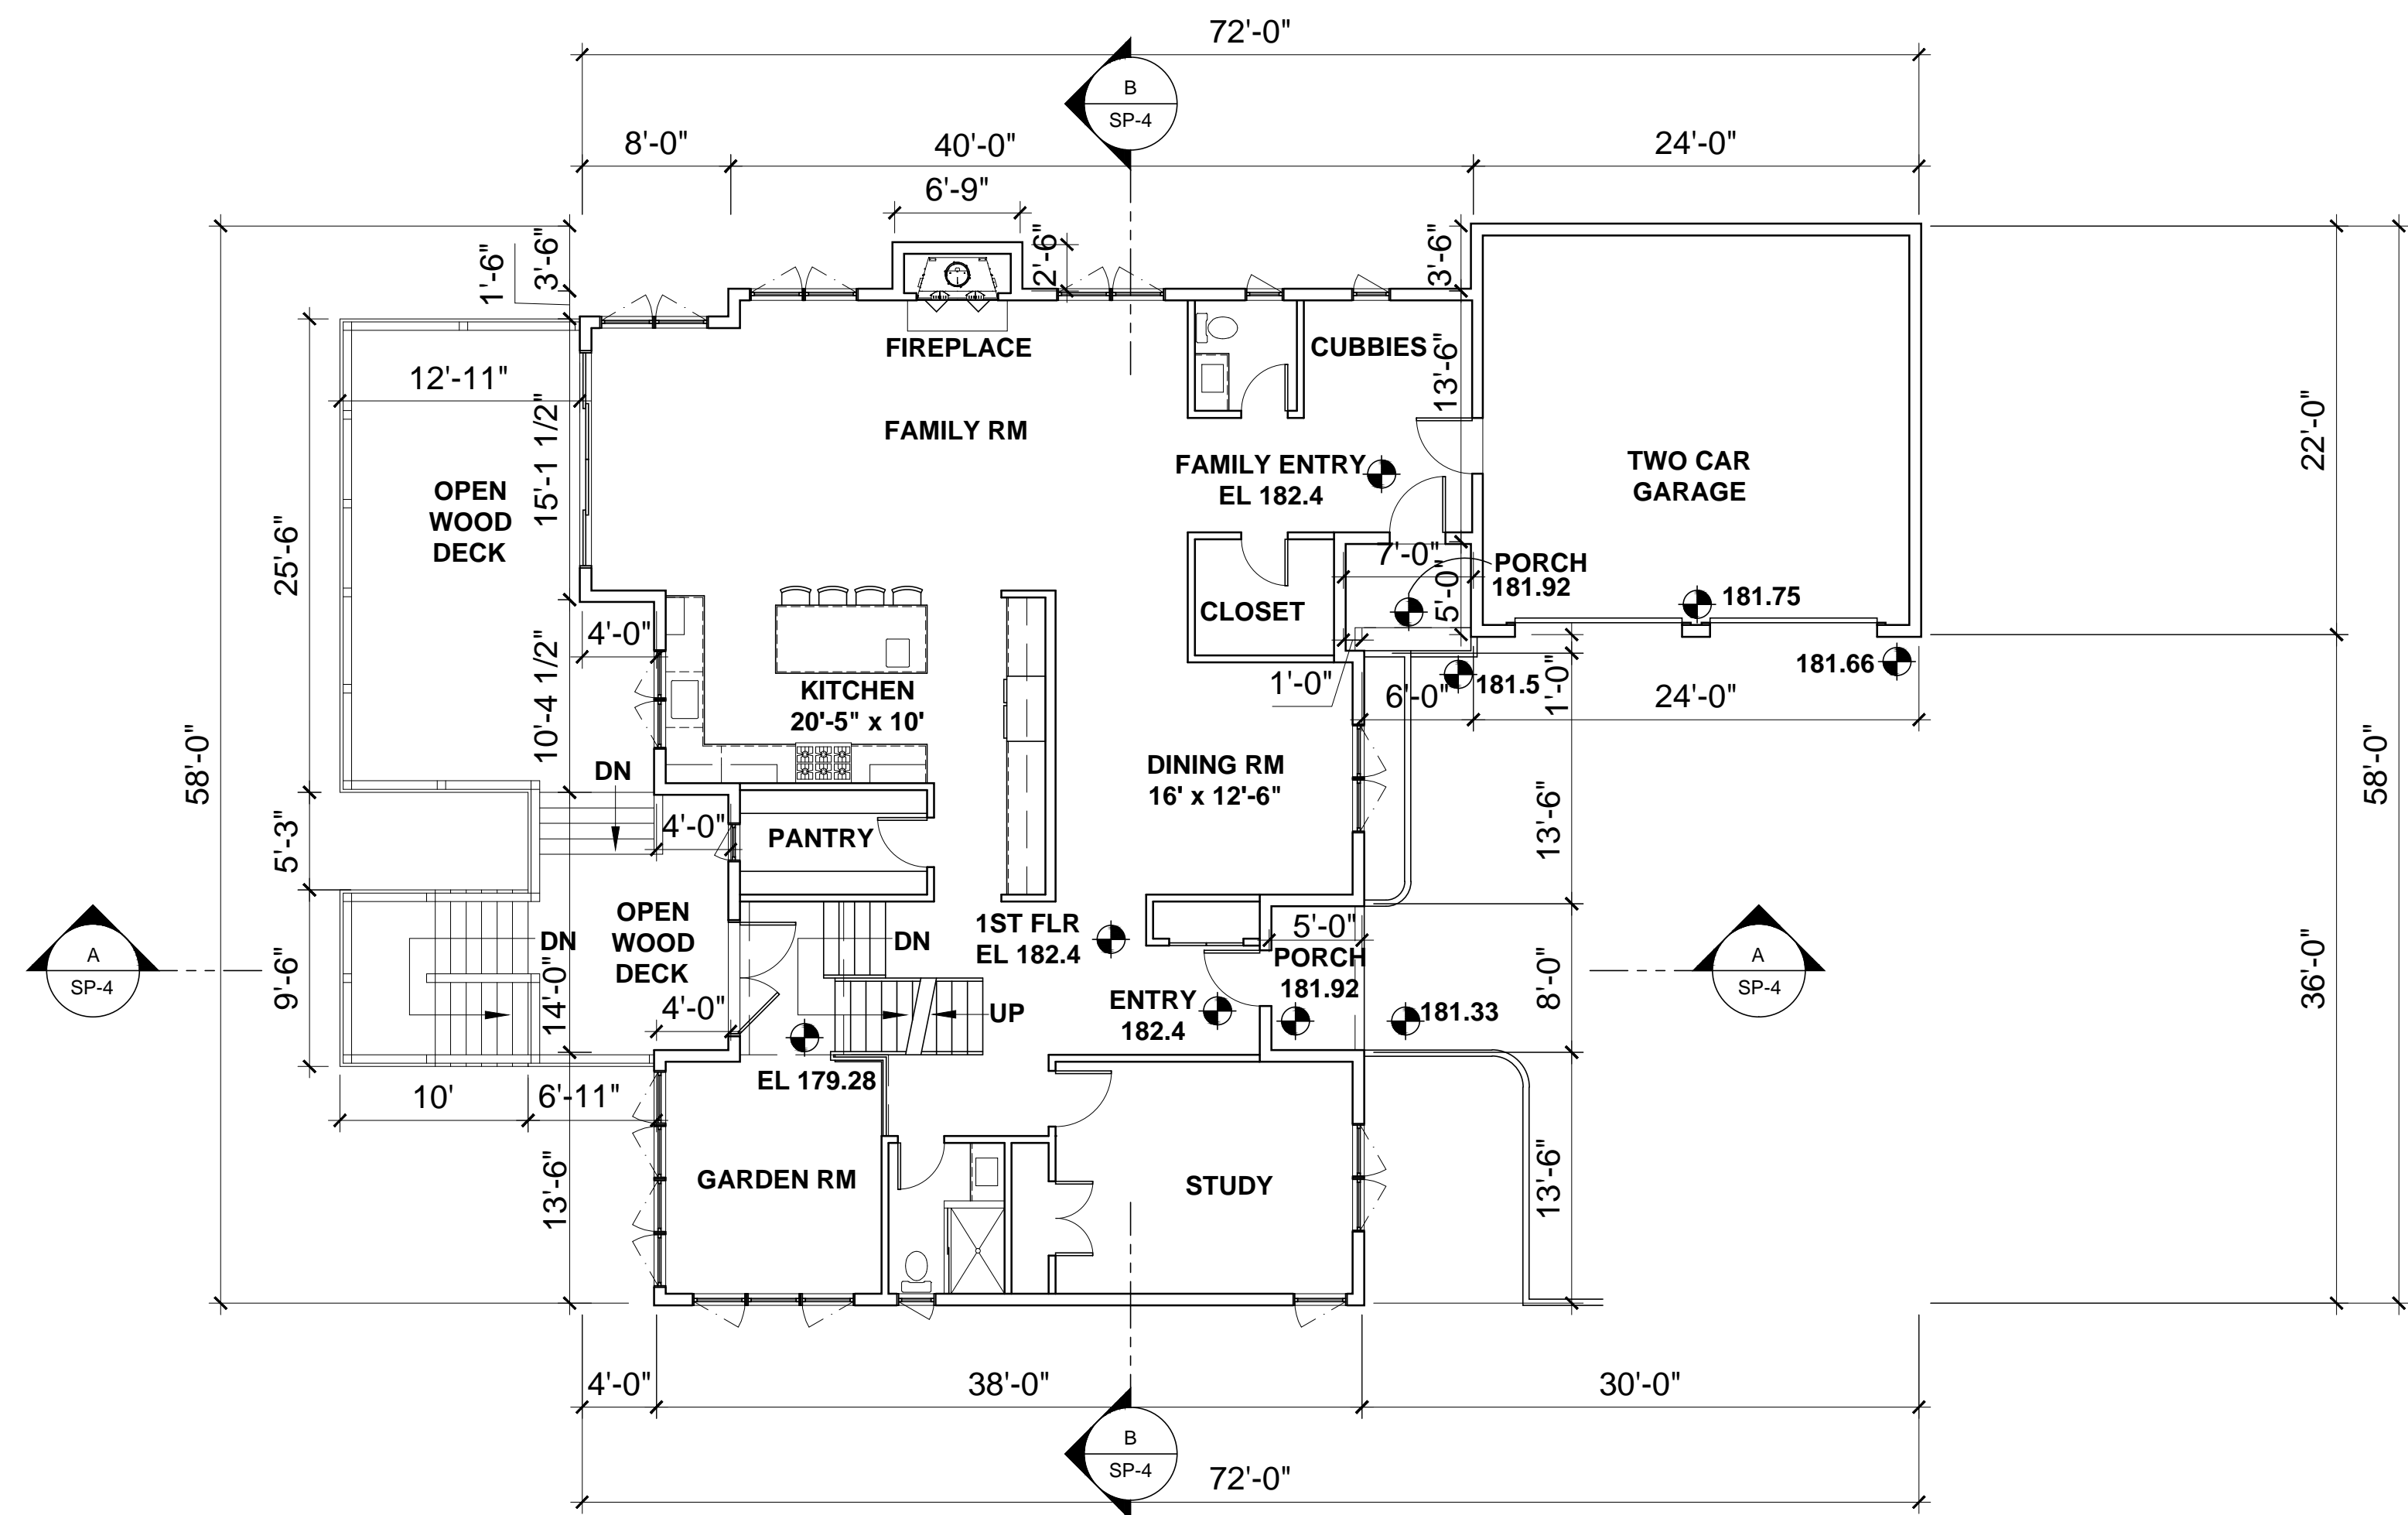 72'-0"
B
SP-4
8'-0"
40'-0"
24'-0"
6'-9"
1'-6"
3'-6"
2'-6"
3'-6"
FIREPLACE
CUBBIES
13'-6"
12'-11"
15'-1 1/2"
FAMILY RM
22'-0"
FAMILY ENTRY
EL 182.4
TWO CAR
GARAGE
OPEN
WOOD
DECK
25'-6"
7'-0"
PORCH
181.92
5'-0"
181.75
CLOSET
4'-0"
10'-4 1/2"
KITCHEN
20'-5" x 10'
1'-0"
6'-0"
181.5
1'-0"
181.66
24'-0"
58'-0"
58'-0"
DN
DINING RM
16' x 12'-6"
13'-6"
4'-0"
PANTRY
5'-3"
OPEN
WOOD
DECK
DN
DN
1ST FLR
EL 182.4
5'-0"
PORCH
181.92
A
SP-4
9'-6"
14'-0"
4'-0"
UP
ENTRY
182.4
181.33
8'-0"
A
SP-4
36'-0"
EL 179.28
10'
6'-11"
13'-6"
GARDEN RM
STUDY
13'-6"
4'-0"
38'-0"
30'-0"
B
SP-4
72'-0"